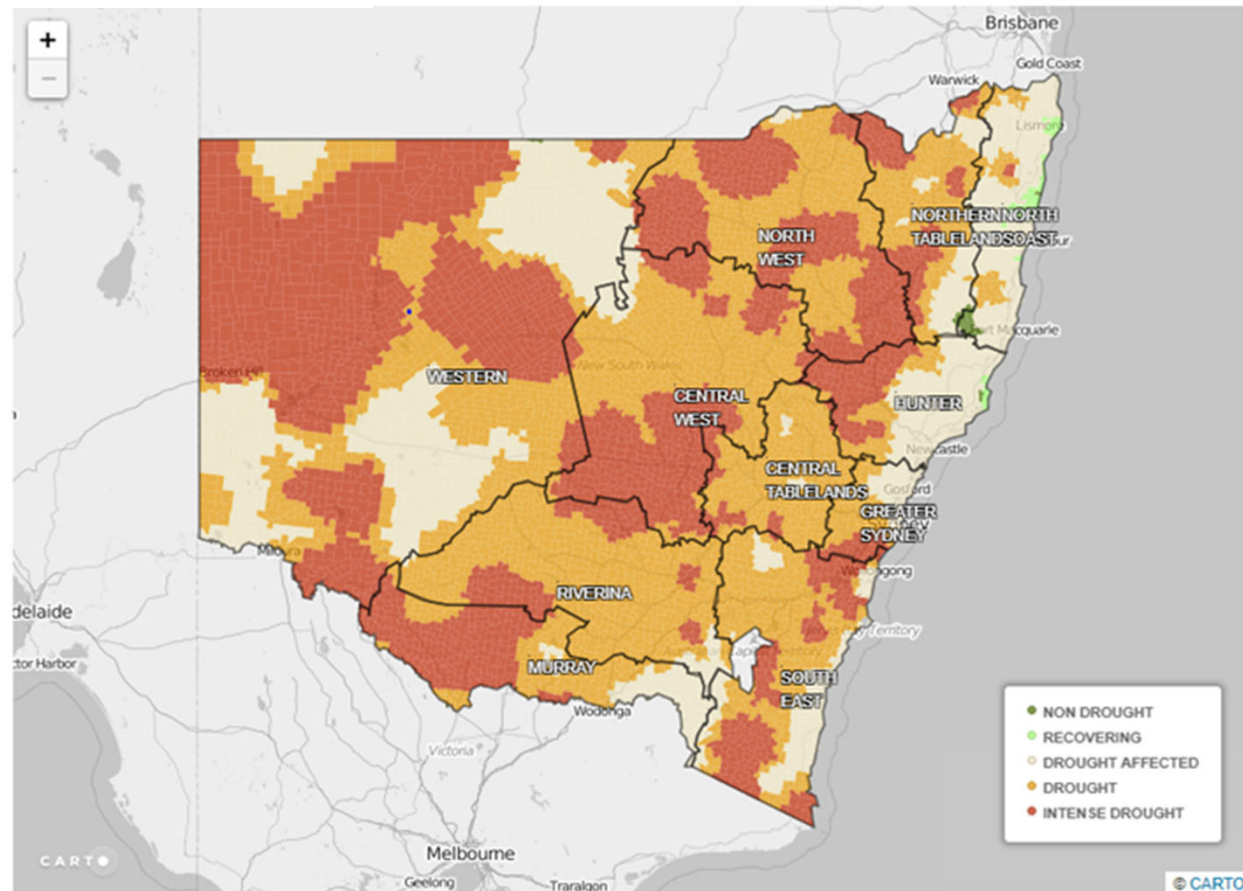 +
−
Brisbane
Gold Coast
Warwick
Lismore
NORTHERN NORTH
TABLELANDS COAST
NORTH
WEST
Macquarie
Broken Hill
New South Wales
WESTERN
CENTRAL
WEST
HUNTER
Newcastle
CENTRAL
TABLELANDS
Gosford
GREATER
SYDNEY
Sydney
Mildura
Wollongong
delaide
RIVERINA
ctor Harbor
Territory
Australian Capital Territory
MURRAY
SOUTH
EAST
Wodonga
Victoria
NON DROUGHT
RECOVERING
DROUGHT AFFECTED
DROUGHT
INTENSE DROUGHT
CARTO
Melbourne
Geelong
Traralgon
© CARTO